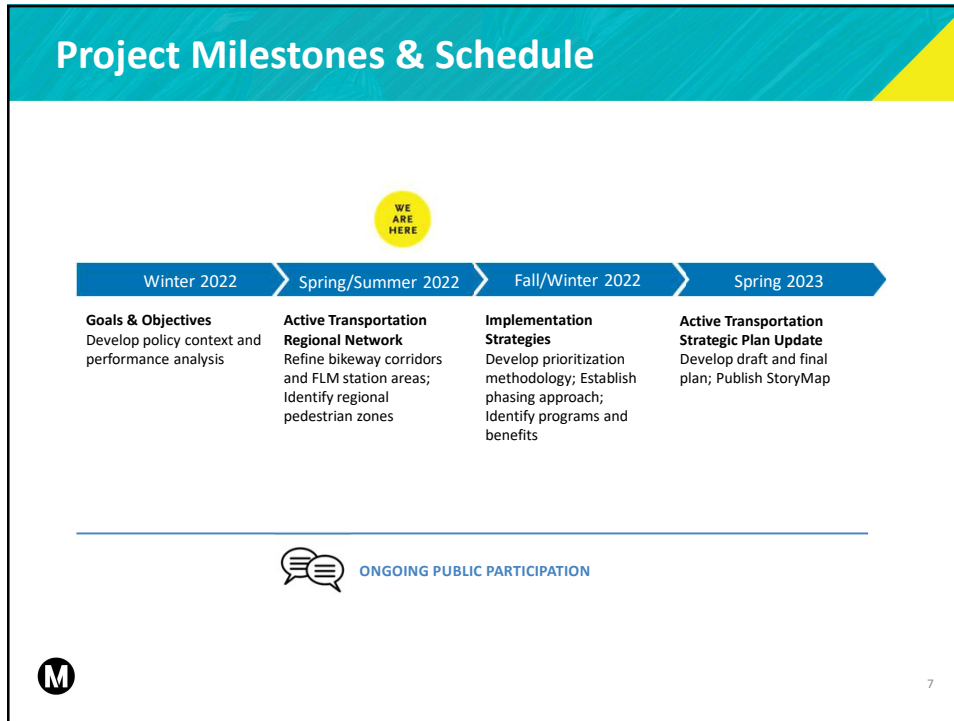 Project Milestones & Schedule
WE
ARE
HERE
Winter 2022
Spring/Summer 2022
Fall/Winter 2022
Spring 2023
Goals & Objectives
Develop policy context and
performance analysis
Active Transportation
Regional Network
Refine bikeway corridors
and FLM station areas;
Identify regional
pedestrian zones
Implementation
Strategies
Develop prioritization
methodology; Establish
phasing approach;
Identify programs and
benefits
Active Transportation
Strategic Plan Update
Develop draft and final
plan; Publish StoryMap
ONGOING PUBLIC PARTICIPATION
M
7